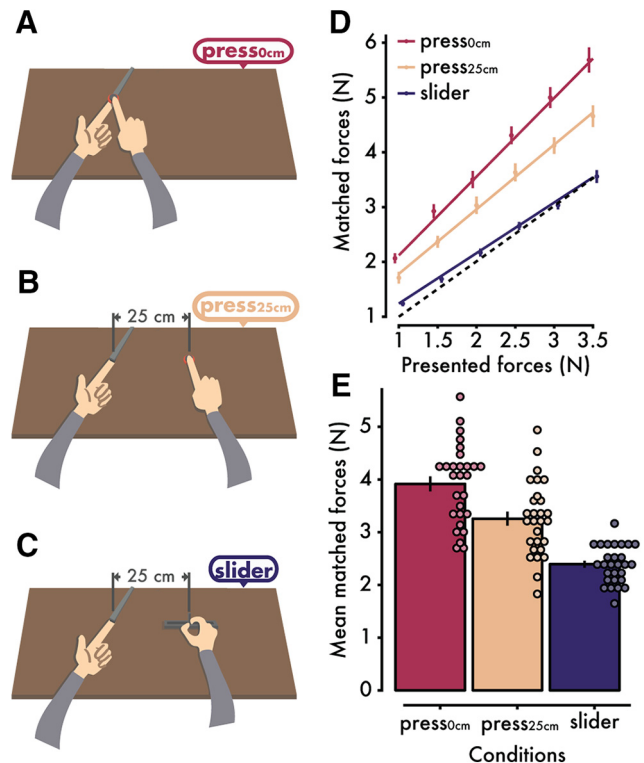 A
press0cm
B
press25cm
25 cm
C
slider
25 cm
D
press0cm
press25cm
slider
Matched forces (N)
6
5
4
3
2
1
1 1.5 2 2.5 3 3.5
Presented forces (N)
E
Mean matched forces (N)
5
4
3
2
1
0
press0cm press25cm slider
Conditions